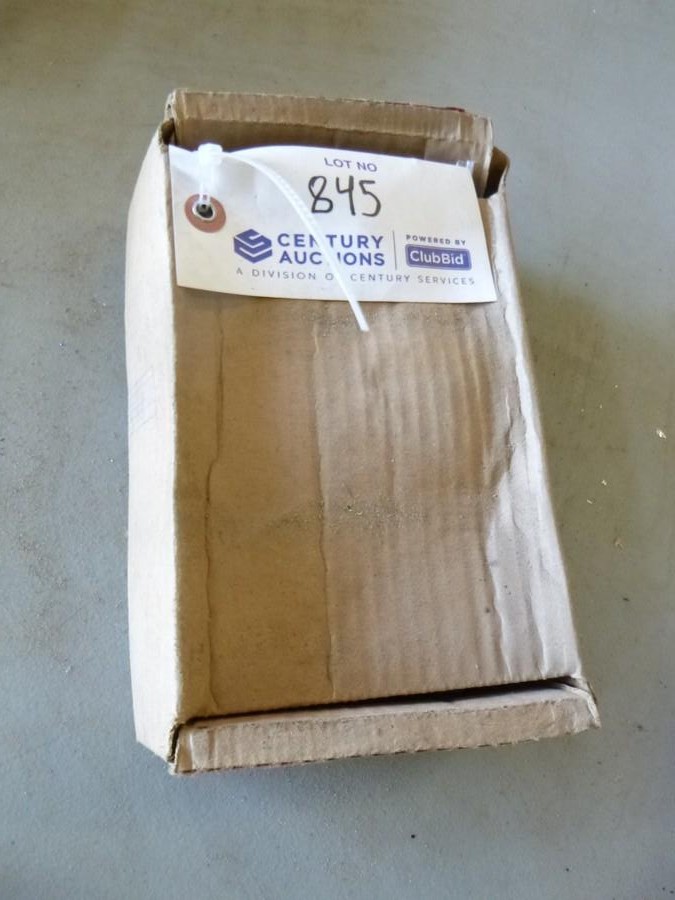 LOT NO
845
CENTURY
AUCTIONS
POWERED BY
ClubBid
A DIVISION OF CENTURY SERVICES